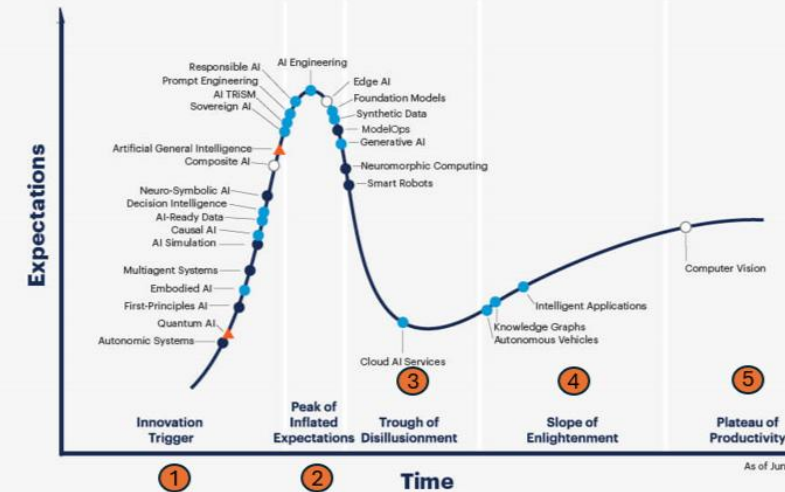 AI Engineering
Responsible AI
Prompt Engineering
AI TRiSM
Sovereign AI
Artificial General Intelligence
Composite AI
Neuro-Symbolic AI
Decision Intelligence
AI-Ready Data
Causal AI
AI Simulation
Multiagent Systems
Embodied AI
First-Principles AI
Quantum AI
Autonomic Systems
Edge AI
Foundation Models
Synthetic Data
ModelOps
Generative AI
Neuromorphic Computing
Smart Robots
Cloud AI Services
Intelligent Applications
Knowledge Graphs
Autonomous Vehicles
Computer Vision
Expectations
3
4
5
Innovation
Trigger
Peak of
Inflated
Expectations
Trough of
Disillusionment
Slope of
Enlightenment
Plateau of
Productivity
As of Jun
1
2
Time